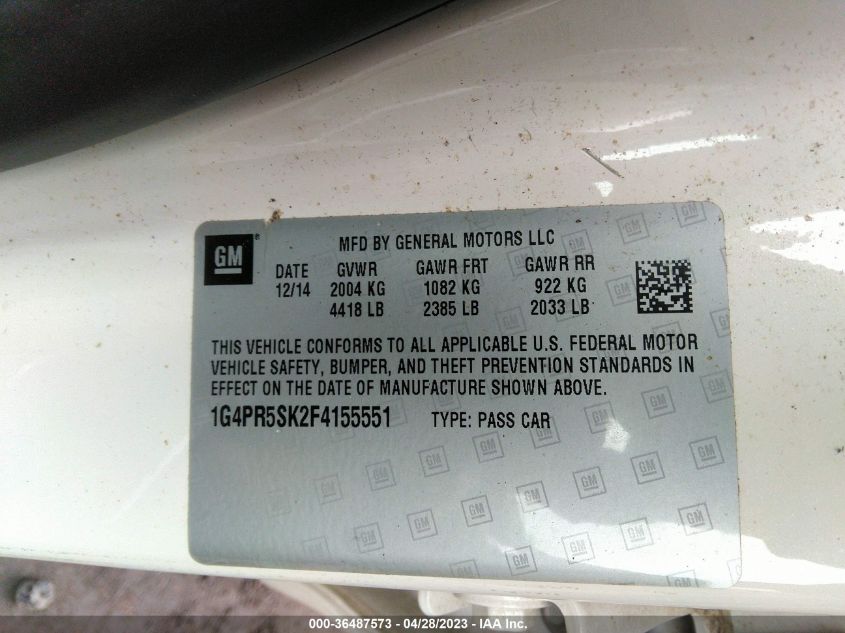 GM
MFD BY GENERAL MOTORS LLC
DATE GVWR GAWR FRT GAWR RR
12/14 2004 KG 1082 KG 922 KG
4418 LB 2385 LB 2033 LB
THIS VEHICLE CONFORMS TO ALL APPLICABLE U.S. FEDERAL MOTOR
VEHICLE SAFETY, BUMPER, AND THEFT PREVENTION STANDARDS IN
EFFECT ON THE DATE OF MANUFACTURE SHOWN ABOVE.
1G4PR5SK2F4155551 TYPE: PASS CAR
000-36487573 - 04/28/2023 - IAA Inc.